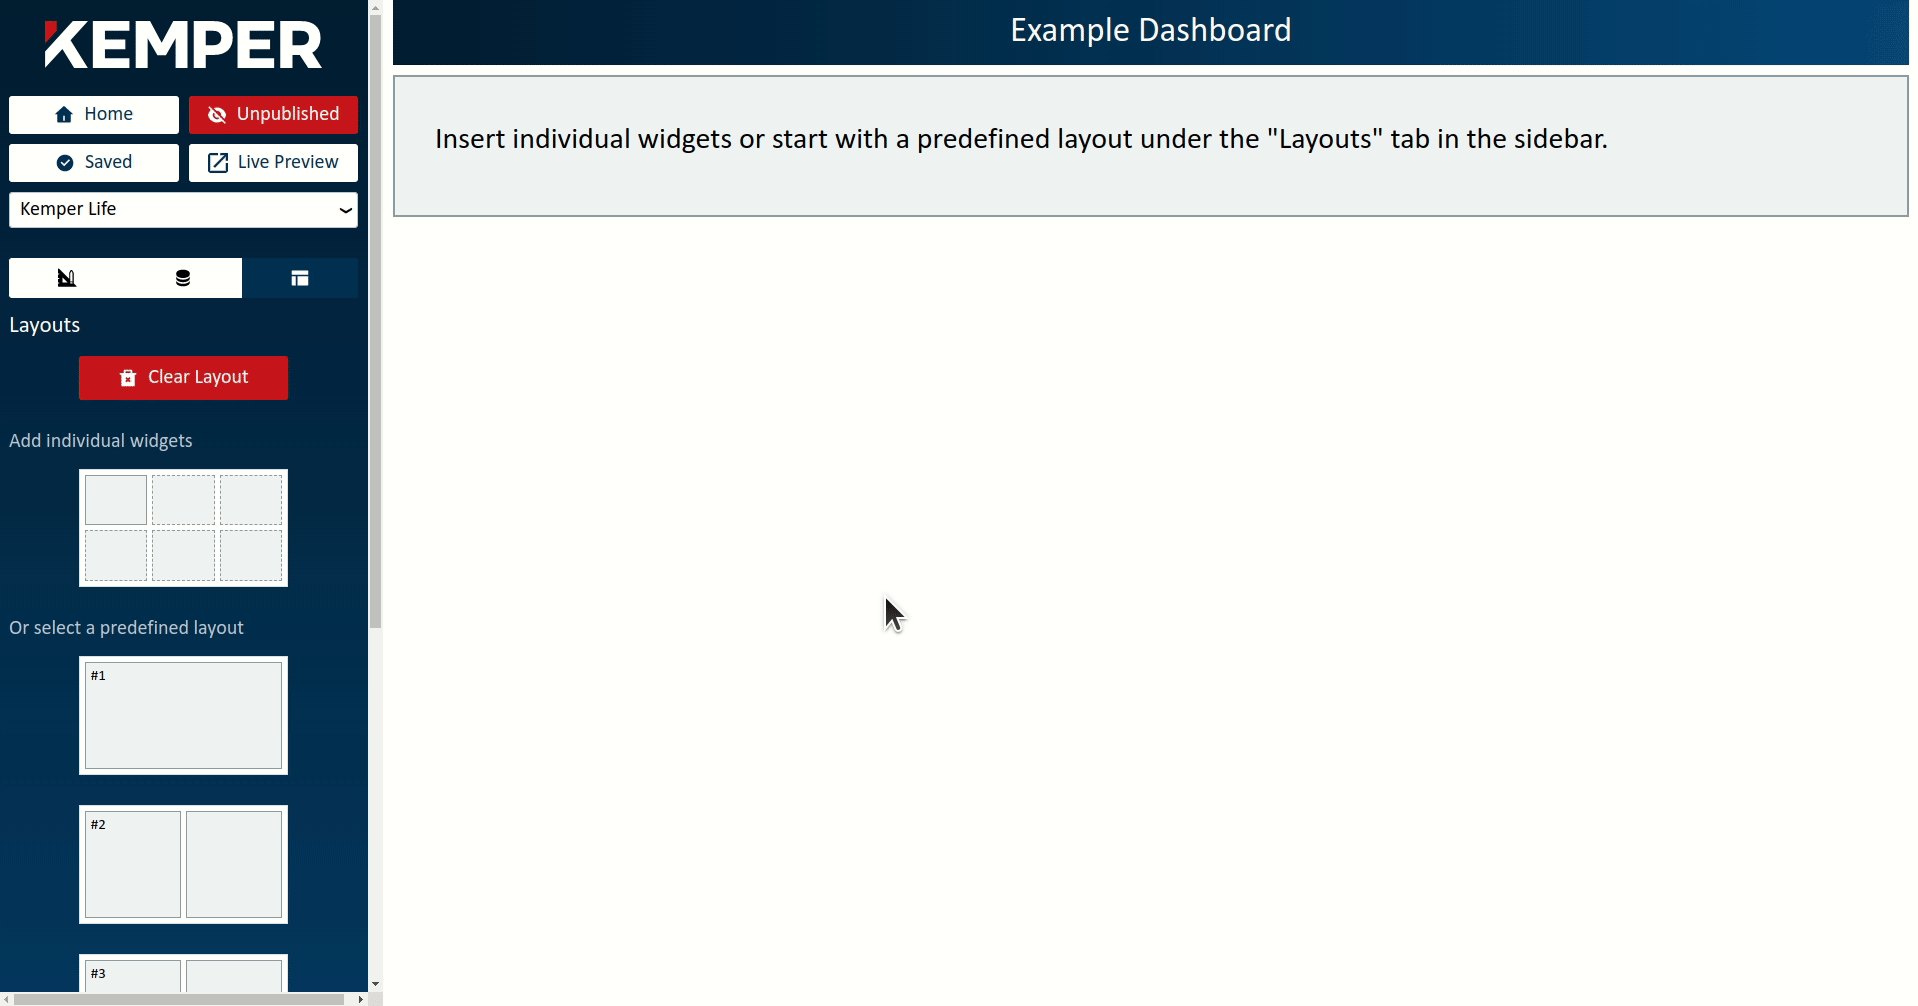 KEMPER
Example Dashboard
Home
Unpublished
Saved
Live Preview
Kemper Life
Insert individual widgets or start with a predefined layout under the "Layouts" tab in the sidebar.
Layouts
Clear Layout
Add individual widgets
Or select a predefined layout
#1
#2
#3